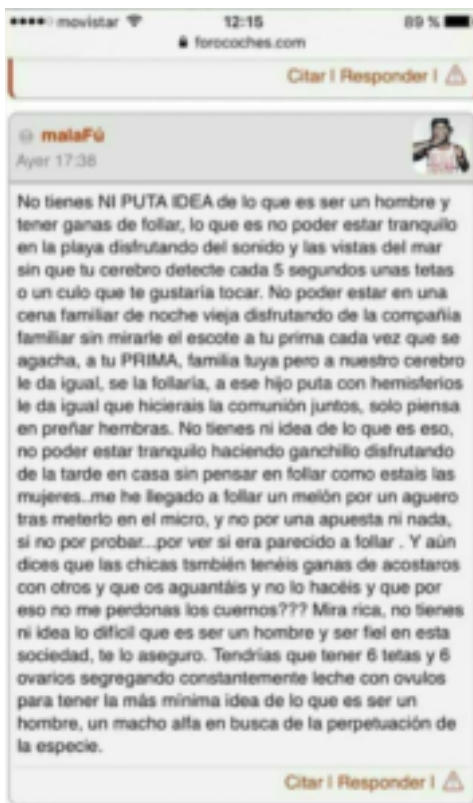 movistar 12:15 89 %
forocoches.com
Citar | Responder |
malaFú
Ayer 17:38
No tienes NI PUTA IDEA de lo que es ser un hombre y
tener ganas de follar, lo que es no poder estar tranquilo
en la playa disfrutando del sonido y las vistas del mar
sin que tu cerebro detecte cada 5 segundos unas tetas
o un culo que te gustaría tocar. No poder estar en una
cena familiar de noche vieja disfrutando de la compañia
familiar sin mirarle el escote a tu prima cada vez que se
agacha, a tu PRIMA, familia tuya pero a nuestro cerebro
le da igual, se la follaría, a ese hijo puta con hemisferios
le da igual que hicierais la comunión juntos, solo piensa
en preñar hembras. No tienes ni idea de lo que es eso,
no poder estar tranquilo haciendo ganchillo disfrutando
de la tarde en casa sin pensar en follar como estais las
mujeres..me he llegado a follar un melón por un aguero
tras meterlo en el micro, y no por una apuesta ni nada,
si no por probar...por ver si era parecido a follar . Y aún
dices que las chicas tsmbién tenéis ganas de acostaros
con otros y que os aguantáis y no lo hacéis y que por
eso no me perdonas los cuernos??? Mira rica, no tienes
ni idea lo difícil que es ser un hombre y ser fiel en esta
sociedad, te lo aseguro. Tendrías que tener 6 tetas y 6
ovarios segregando constantemente leche con ovulos
para tener la más mínima idea de lo que es ser un
hombre, un macho alfa en busca de la perpetuación de
la especie.
Citar | Responder |